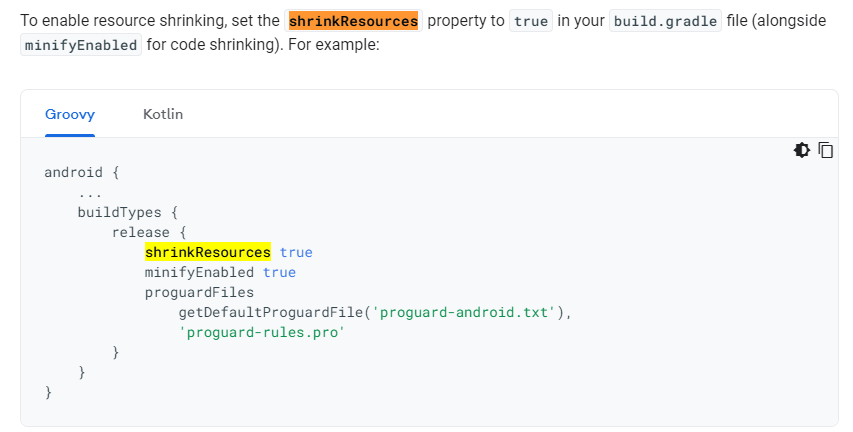 To enable resource shrinking, set the shrinkResources property to true in your build.gradle file (alongside
minifyEnabled for code shrinking). For example:
Groovy Kotlin
android {
    ...
    buildTypes {
        release {
            shrinkResources true
            minifyEnabled true
            proguardFiles
                getDefaultProguardFile('proguard-android.txt'),
                'proguard-rules.pro'
        }
    }
}